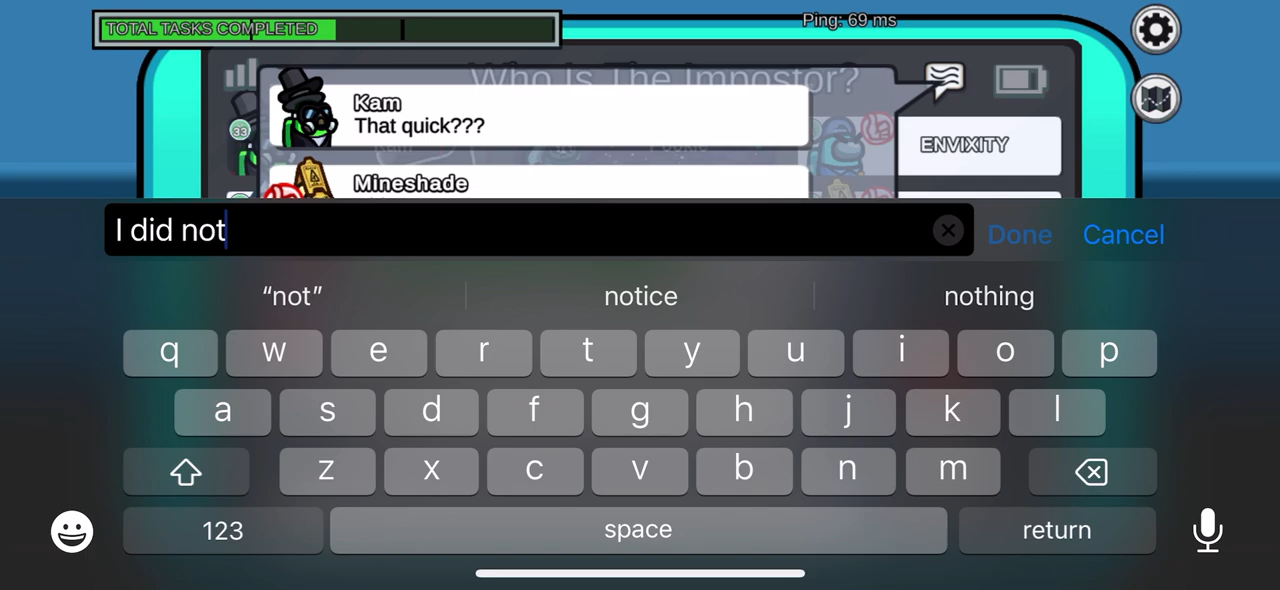 TOTAL TASKS COMPLETED
Ping: 69 ms
Who Is The Impostor?
Kam
That quick???
33
ENVIXITY
Mineshade
I did not
Done
Cancel
“not”
notice
nothing
q w e r t y u i o p
a s d f g h j k l
z x c v b n m
123
space
return